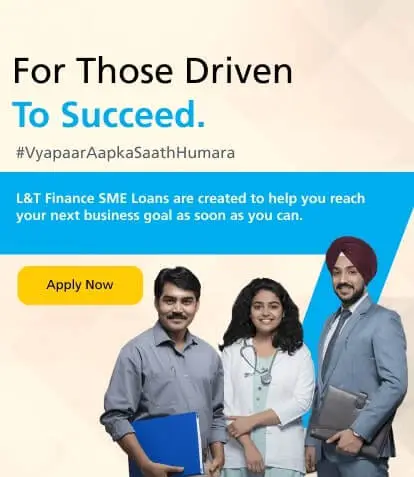 For Those Driven
To Succeed.
#VyapaarAapkaSaathHumara
L&T Finance SME Loans are created to help you reach
your next business goal as soon as you can.
Apply Now